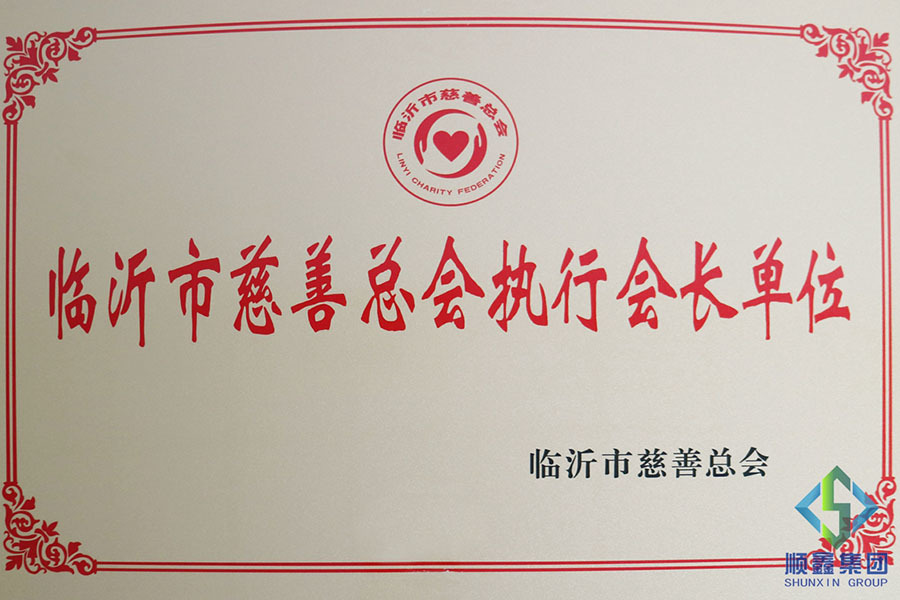 临沂市慈善总会
LINYI CHARITY FEDERATION
临沂市慈善总会执行会长单位
临沂市慈善总会
顺鑫集团
SHUNXIN GROUP